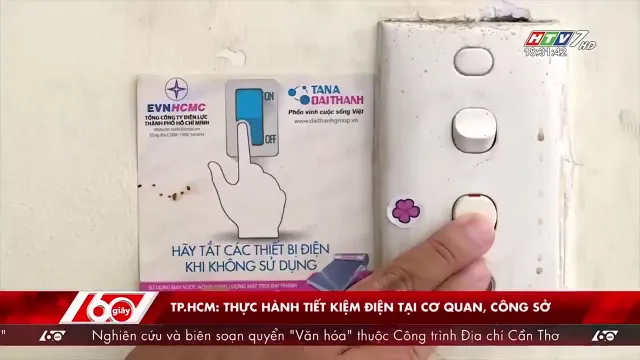 HTV7 HD
18:31:42
EVNHCMC
TỔNG CÔNG TY ĐIỆN LỰC
THÀNH PHỐ HỒ CHÍ MINH
ON
OFF
TANA
DAITHANH
Phồn vinh cuộc sống Việt
www.daithanhgroup.vn
HÃY TẮT CÁC THIẾT BỊ ĐIỆN
KHI KHÔNG SỬ DỤNG
60 giây
TP.HCM: THỰC HÀNH TIẾT KIỆM ĐIỆN TẠI CƠ QUAN, CÔNG SỞ
" 60 Nghiên cứu và biên soạn quyển "Văn hóa" thuộc Công trình Địa chí Cần Thơ 60